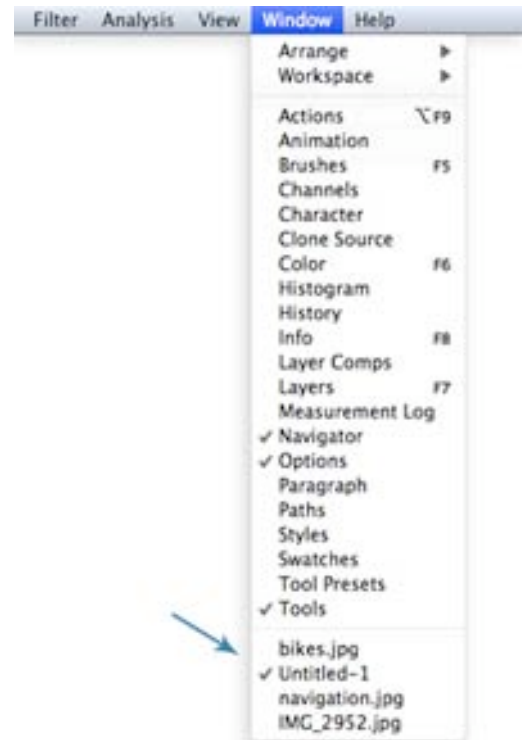 Filter Analysis View Window Help
Arrange ▶
Workspace ▶
Actions ⌥F9
Animation
Brushes F5
Channels
Character
Clone Source
Color F6
Histogram
History
Info F8
Layer Comps
Layers F7
Measurement Log
✓ Navigator
✓ Options
Paragraph
Paths
Styles
Swatches
Tool Presets
✓ Tools
bikes.jpg
✓ Untitled-1
navigation.jpg
IMG_2952.jpg